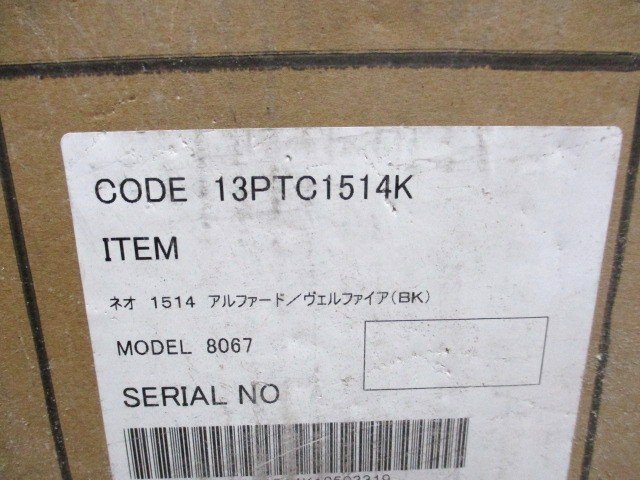 CODE 13PTC1514K
ITEM
ネオ 1514 アルファード／ヴェルファイア(BK)
MODEL 8067
SERIAL NO